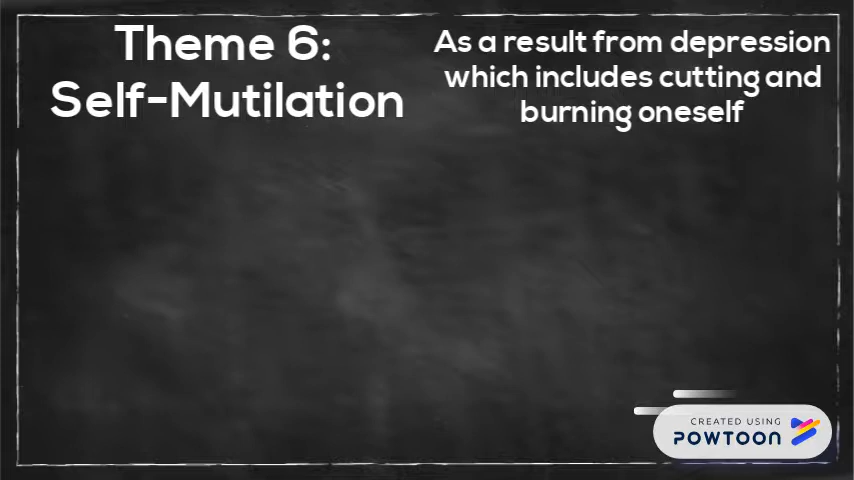 Theme 6:
Self-Mutilation
As a result from depression
which includes cutting and
burning oneself
CREATED USING
POWTOON